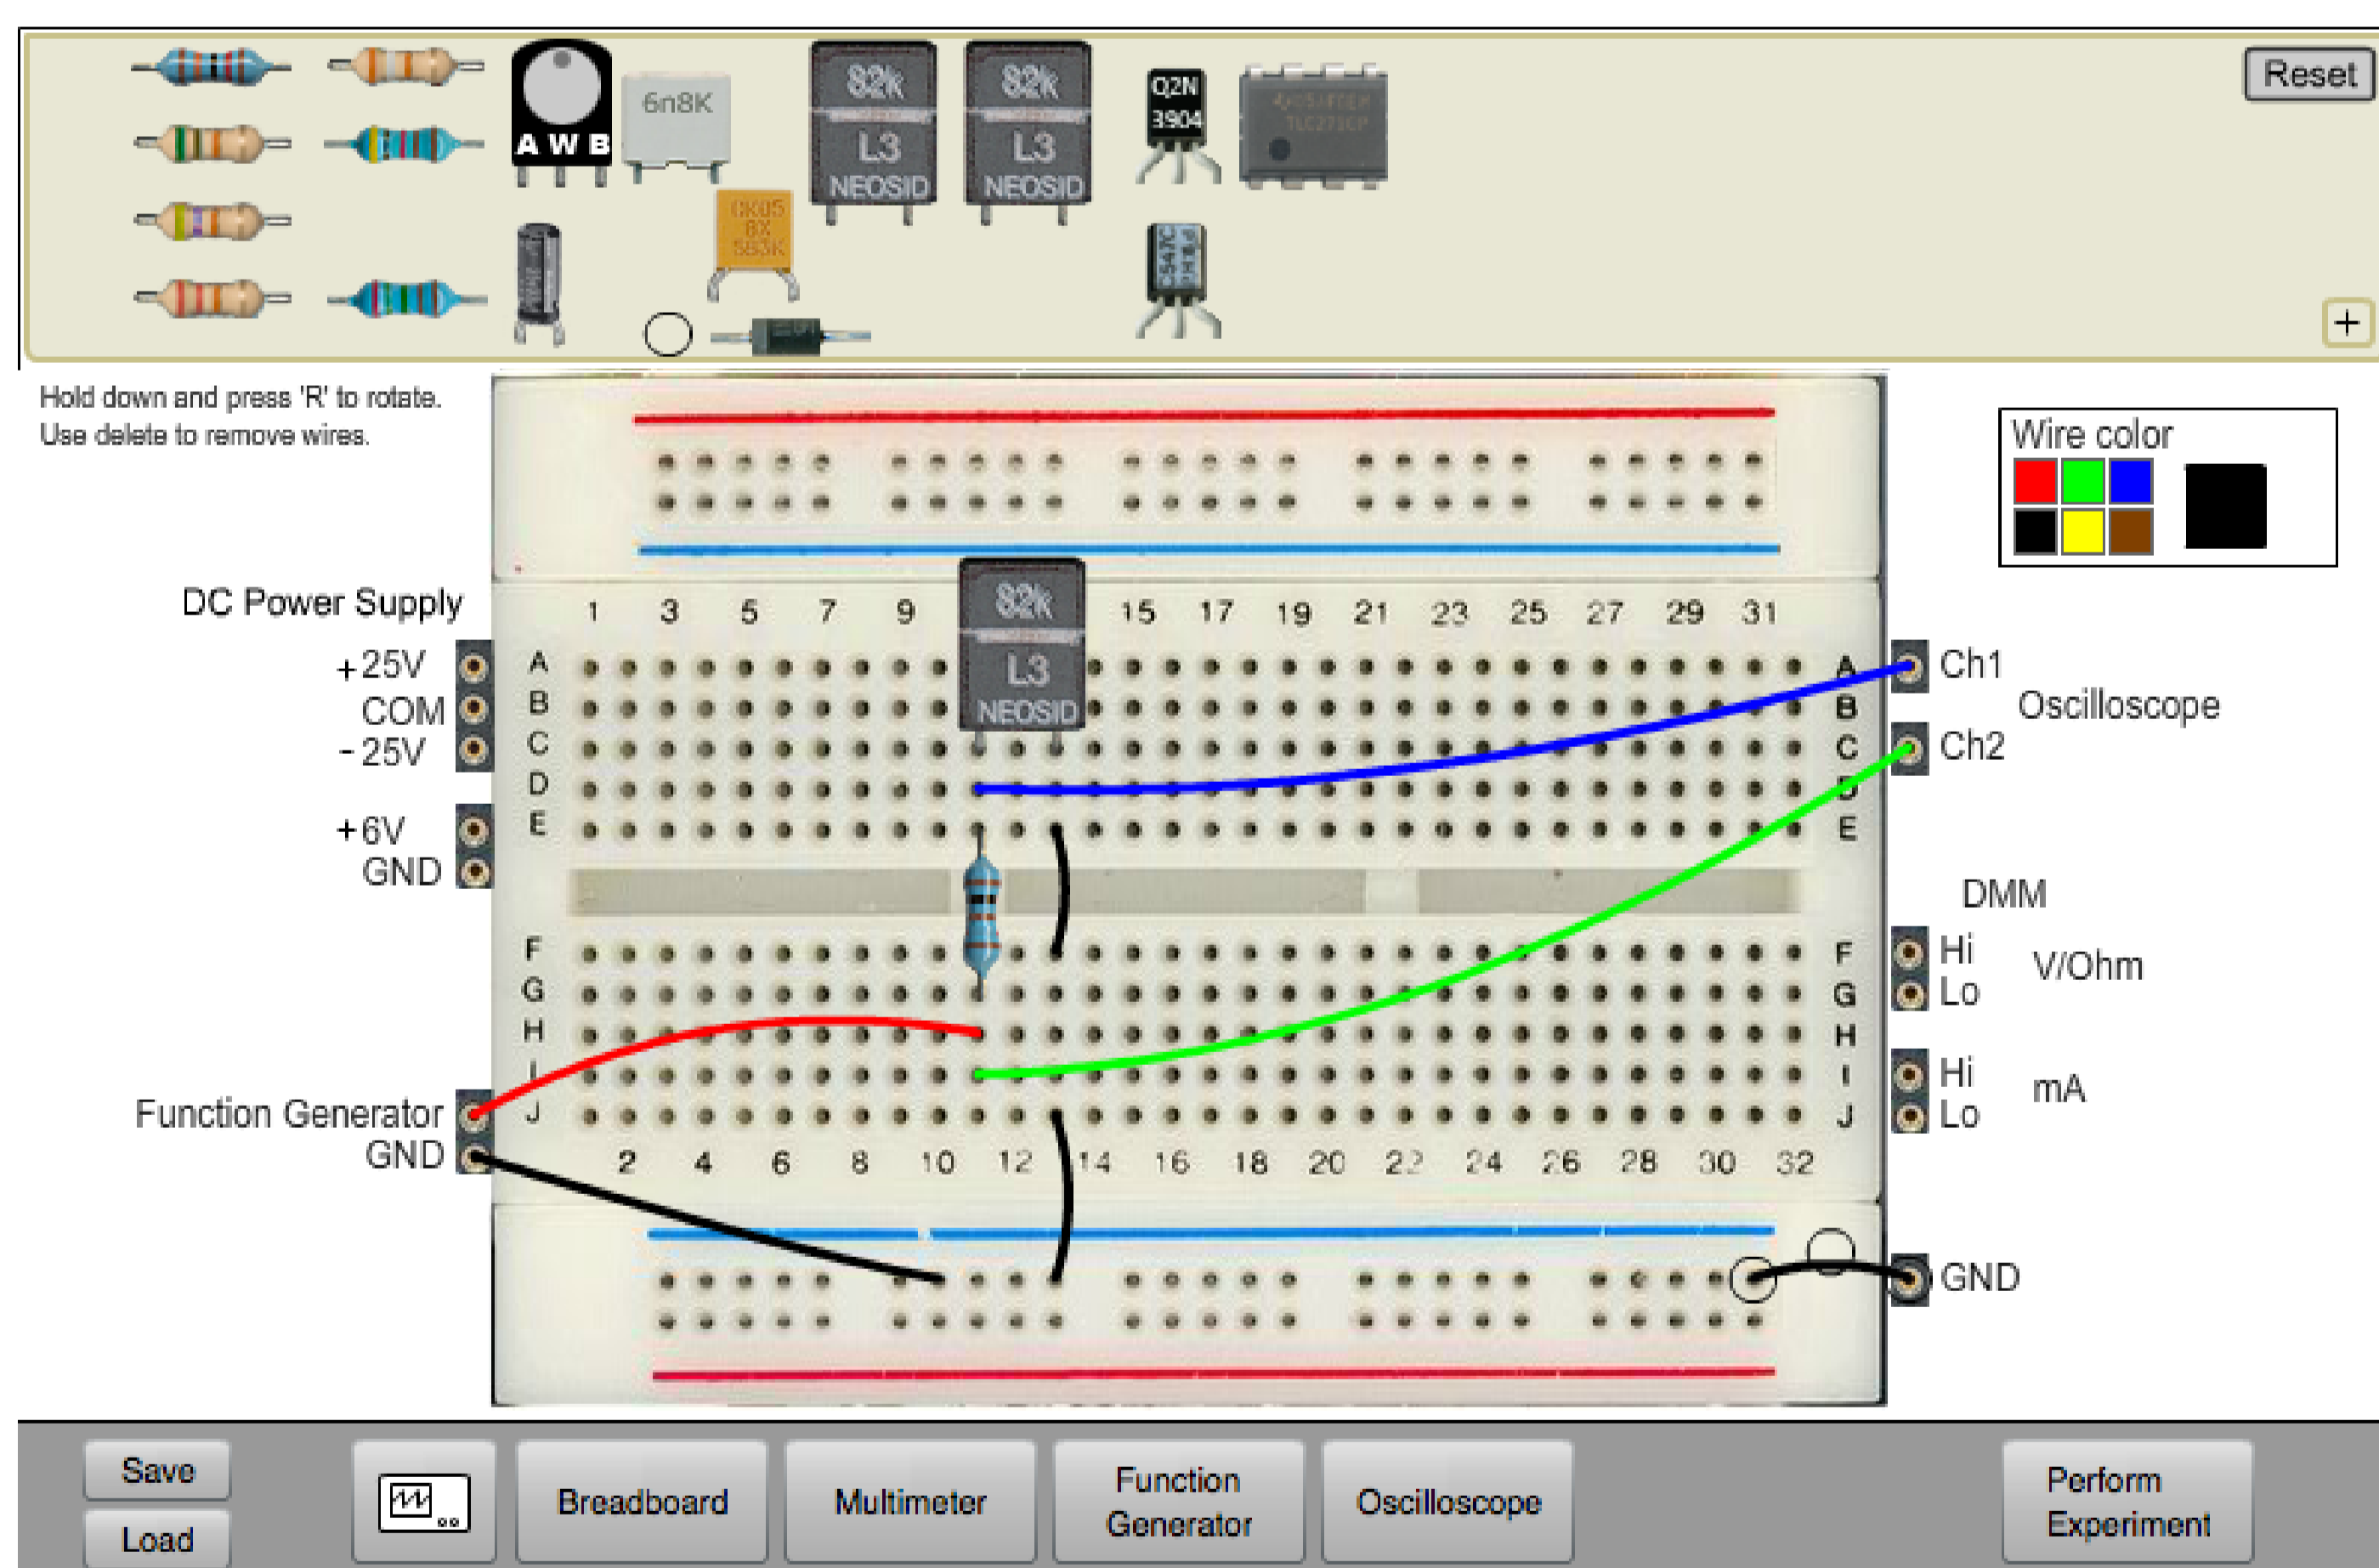 82k
L3
NEOSID
82k
L3
NEOSID
6n8K
A W B
Q2N
3904
CK05
BX
Reset
+
Hold down and press 'R' to rotate.
Use delete to remove wires.
Wire color
DC Power Supply
+25V
COM
-25V
+6V
GND
Function Generator
GND
1 3 5 7 9 15 17 19 21 23 25 27 29 31
82k
L3
NEOSID
A A
B B
C C
D D
E E
F F
G G
H H
I I
J J
2 4 6 8 10 12 14 16 18 20 22 24 26 28 30 32
Ch1
Oscilloscope
Ch2
DMM
Hi
V/Ohm
Lo
Hi
mA
Lo
GND
Save
Load
Breadboard
Multimeter
Function
Generator
Oscilloscope
Perform
Experiment